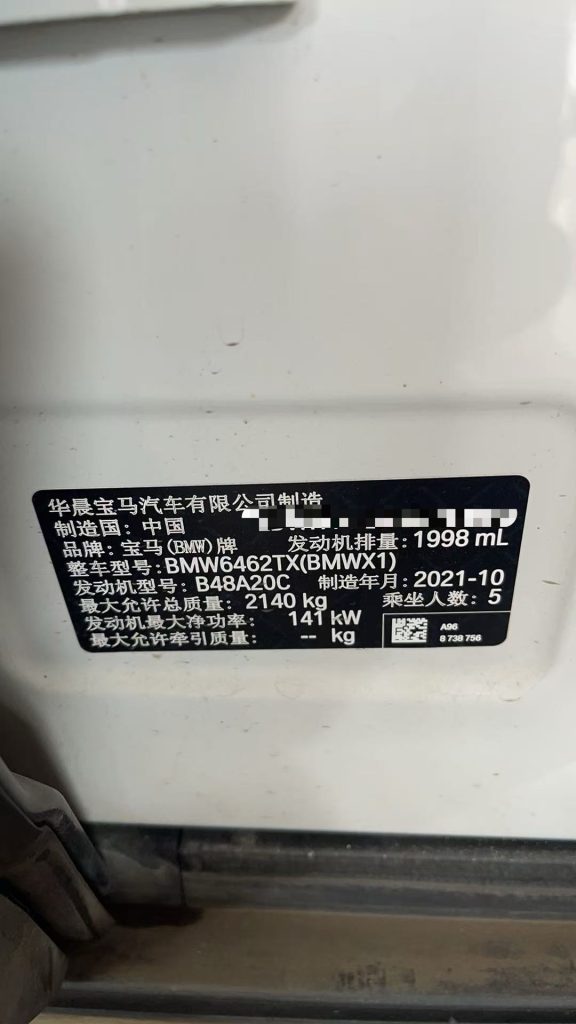 华晨宝马汽车有限公司制造
制造国: 中国
品牌: 宝马(BMW)牌 发动机排量: 1998 mL
整车型号: BMW6462TX(BMWX1)
发动机型号: B48A20C 制造年月: 2021-10
最大允许总质量: 2140 kg 乘坐人数: 5
发动机最大净功率: 141 kW
最大允许牵引质量: -- kg
A96
8 738 756